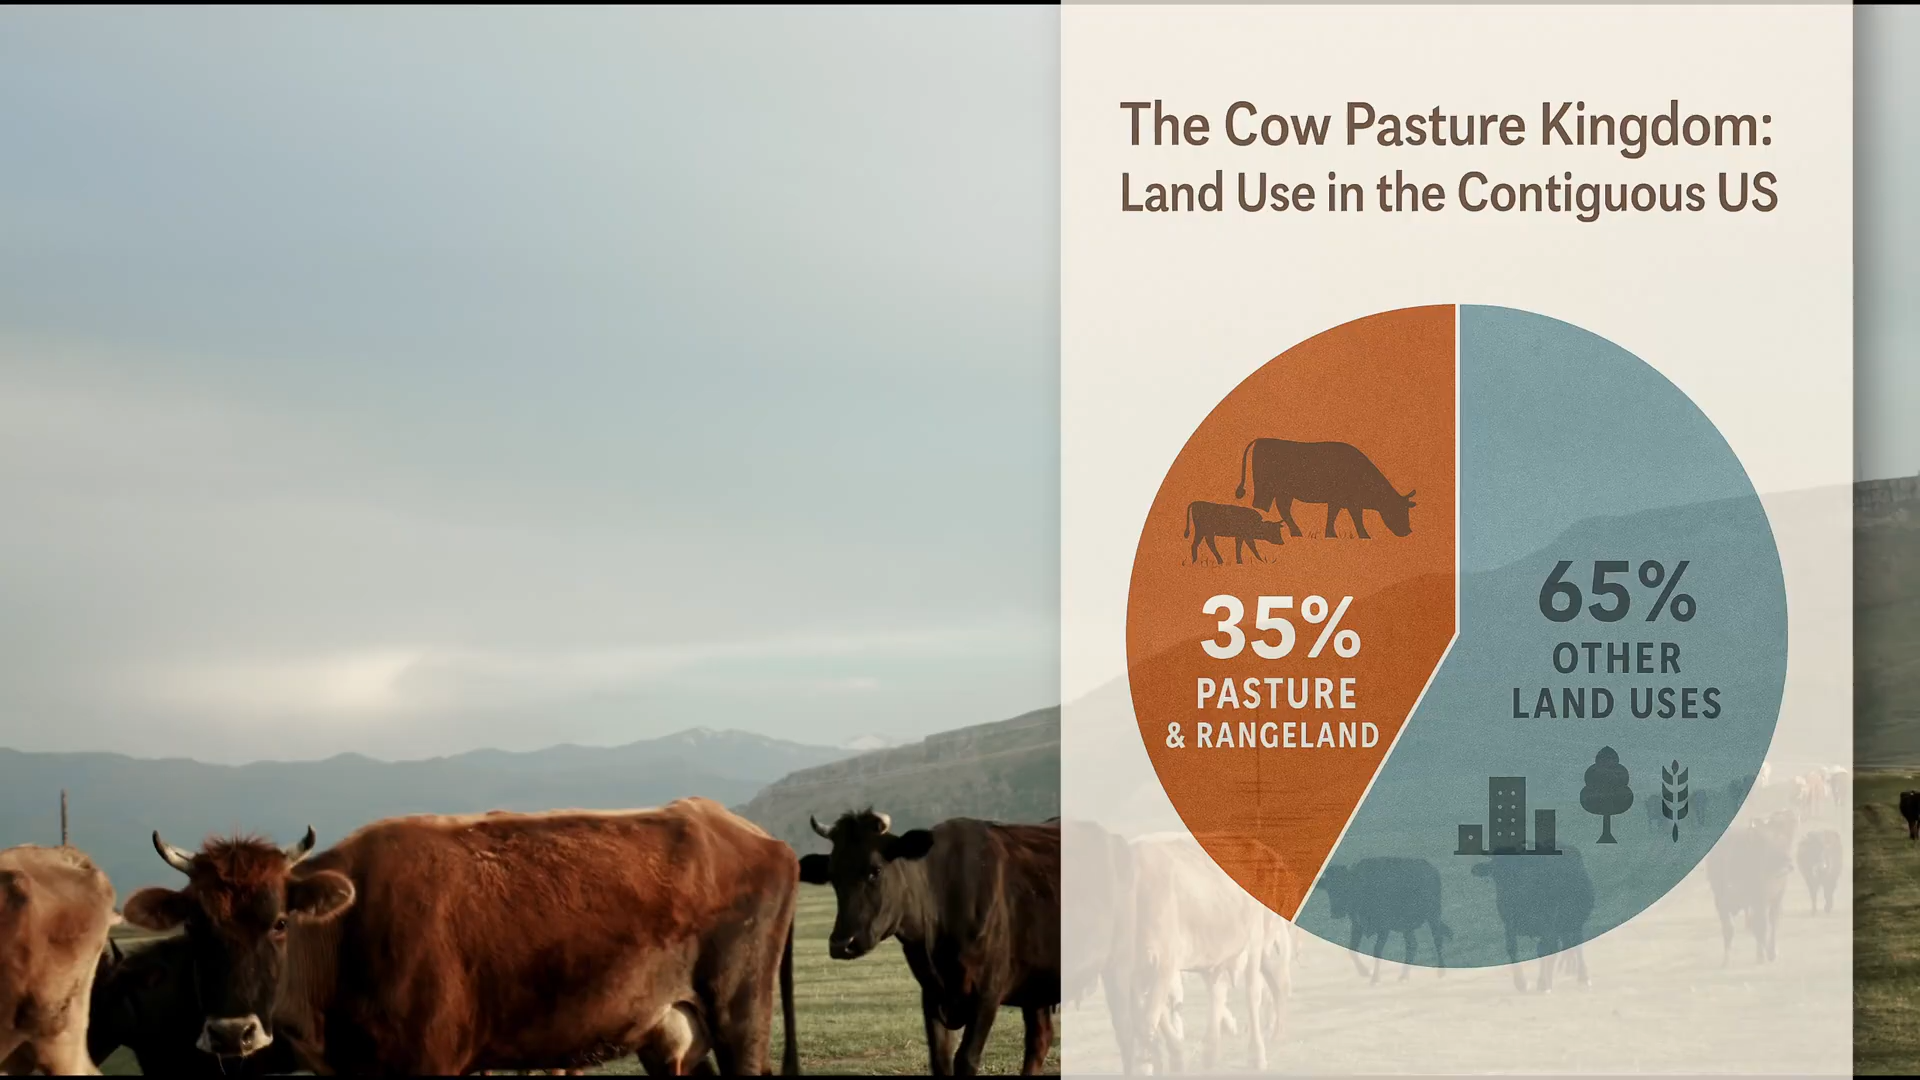 The Cow Pasture Kingdom:
Land Use in the Contiguous US
35%
PASTURE
& RANGELAND
65%
OTHER
LAND USES